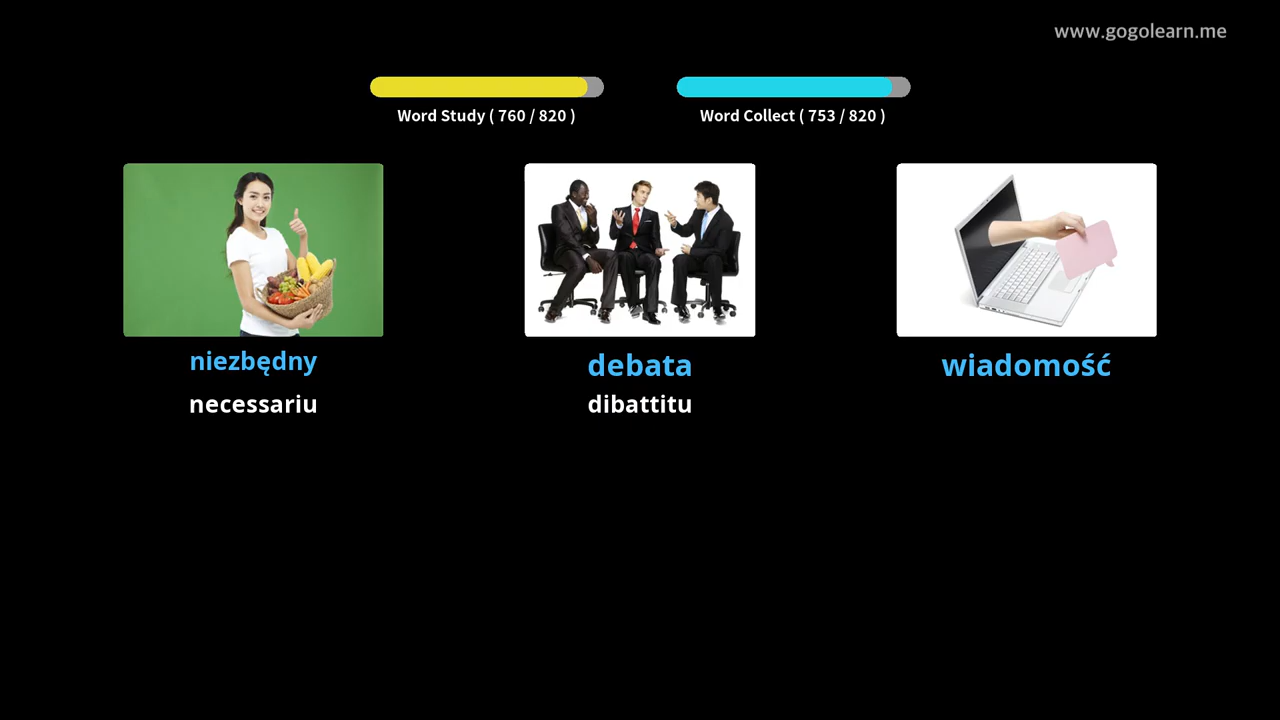 www.gogolearn.me
Word Study ( 760 / 820 )
Word Collect ( 753 / 820 )
niezbędny
debata
wiadomość
necessariu
dibattitu